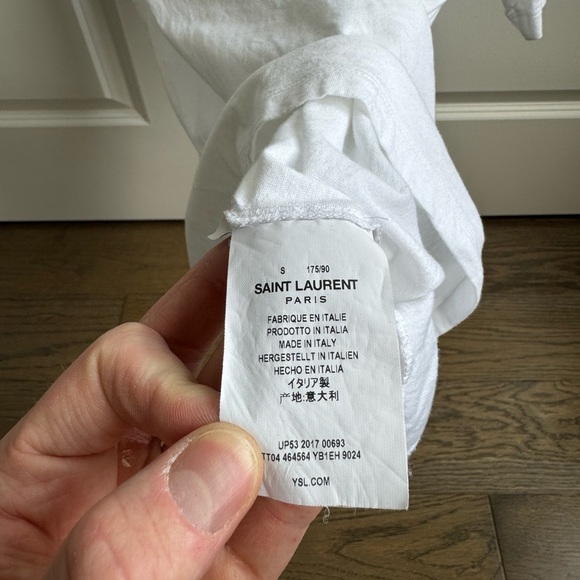 S 175/90
SAINT LAURENT
PARIS
FABRIQUE EN ITALIE
PRODOTTO IN ITALIA
MADE IN ITALY
HERGESTELLT IN ITALIEN
HECHO EN ITALIA
イタリア製
产地:意大利
UP53 2017 00693
TT04 464564 YB1EH 9024
YSL.COM